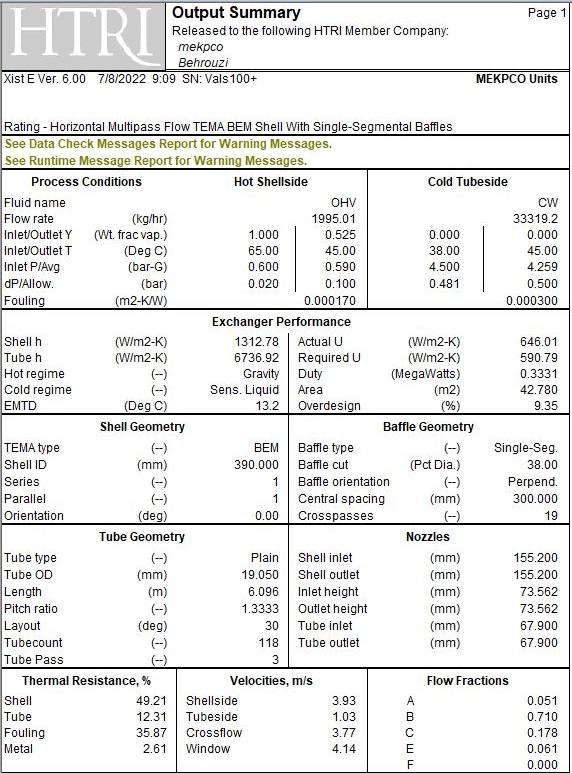 HTRI
Output Summary Page 1
Released to the following HTRI Member Company:
mekpco
Behrouzi
Xist E Ver. 6.00 7/8/2022 9:09 SN: Vals100+ MEKPCO Units
Rating - Horizontal Multipass Flow TEMA BEM Shell With Single-Segmental Baffles
See Data Check Messages Report for Warning Messages.
See Runtime Message Report for Warning Messages.
Process Conditions Hot Shellside Cold Tubeside
Fluid name OHV CW
Flow rate (kg/hr) 1995.01 33319.2
Inlet/Outlet Y (Wt. frac vap.) 1.000 0.525 0.000 0.000
Inlet/Outlet T (Deg C) 65.00 45.00 38.00 45.00
Inlet P/Avg (bar-G) 0.600 0.590 4.500 4.259
dP/Allow. (bar) 0.020 0.100 0.481 0.500
Fouling (m2-K/W) 0.000170 0.000300
Exchanger Performance
Shell h (W/m2-K) 1312.78 Actual U (W/m2-K) 646.01
Tube h (W/m2-K) 6736.92 Required U (W/m2-K) 590.79
Hot regime (--) Gravity Duty (MegaWatts) 0.3331
Cold regime (--) Sens. Liquid Area (m2) 42.780
EMTD (Deg C) 13.2 Overdesign (%) 9.35
Shell Geometry Baffle Geometry
TEMA type (--) BEM Baffle type (--) Single-Seg.
Shell ID (mm) 390.000 Baffle cut (Pct Dia.) 38.00
Series (--) 1 Baffle orientation (--) Perpend.
Parallel (--) 1 Central spacing (mm) 300.000
Orientation (deg) 0.00 Crosspasses (--) 19
Tube Geometry Nozzles
Tube type (--) Plain Shell inlet (mm) 155.200
Tube OD (mm) 19.050 Shell outlet (mm) 155.200
Length (m) 6.096 Inlet height (mm) 73.562
Pitch ratio (--) 1.3333 Outlet height (mm) 73.562
Layout (deg) 30 Tube inlet (mm) 67.900
Tubecount (--) 118 Tube outlet (mm) 67.900
Tube Pass (--) 3
Thermal Resistance, % Velocities, m/s Flow Fractions
Shell 49.21 Shellside 3.93 A 0.051
Tube 12.31 Tubeside 1.03 B 0.710
Fouling 35.87 Crossflow 3.77 C 0.178
Metal 2.61 Window 4.14 E 0.061
F 0.000